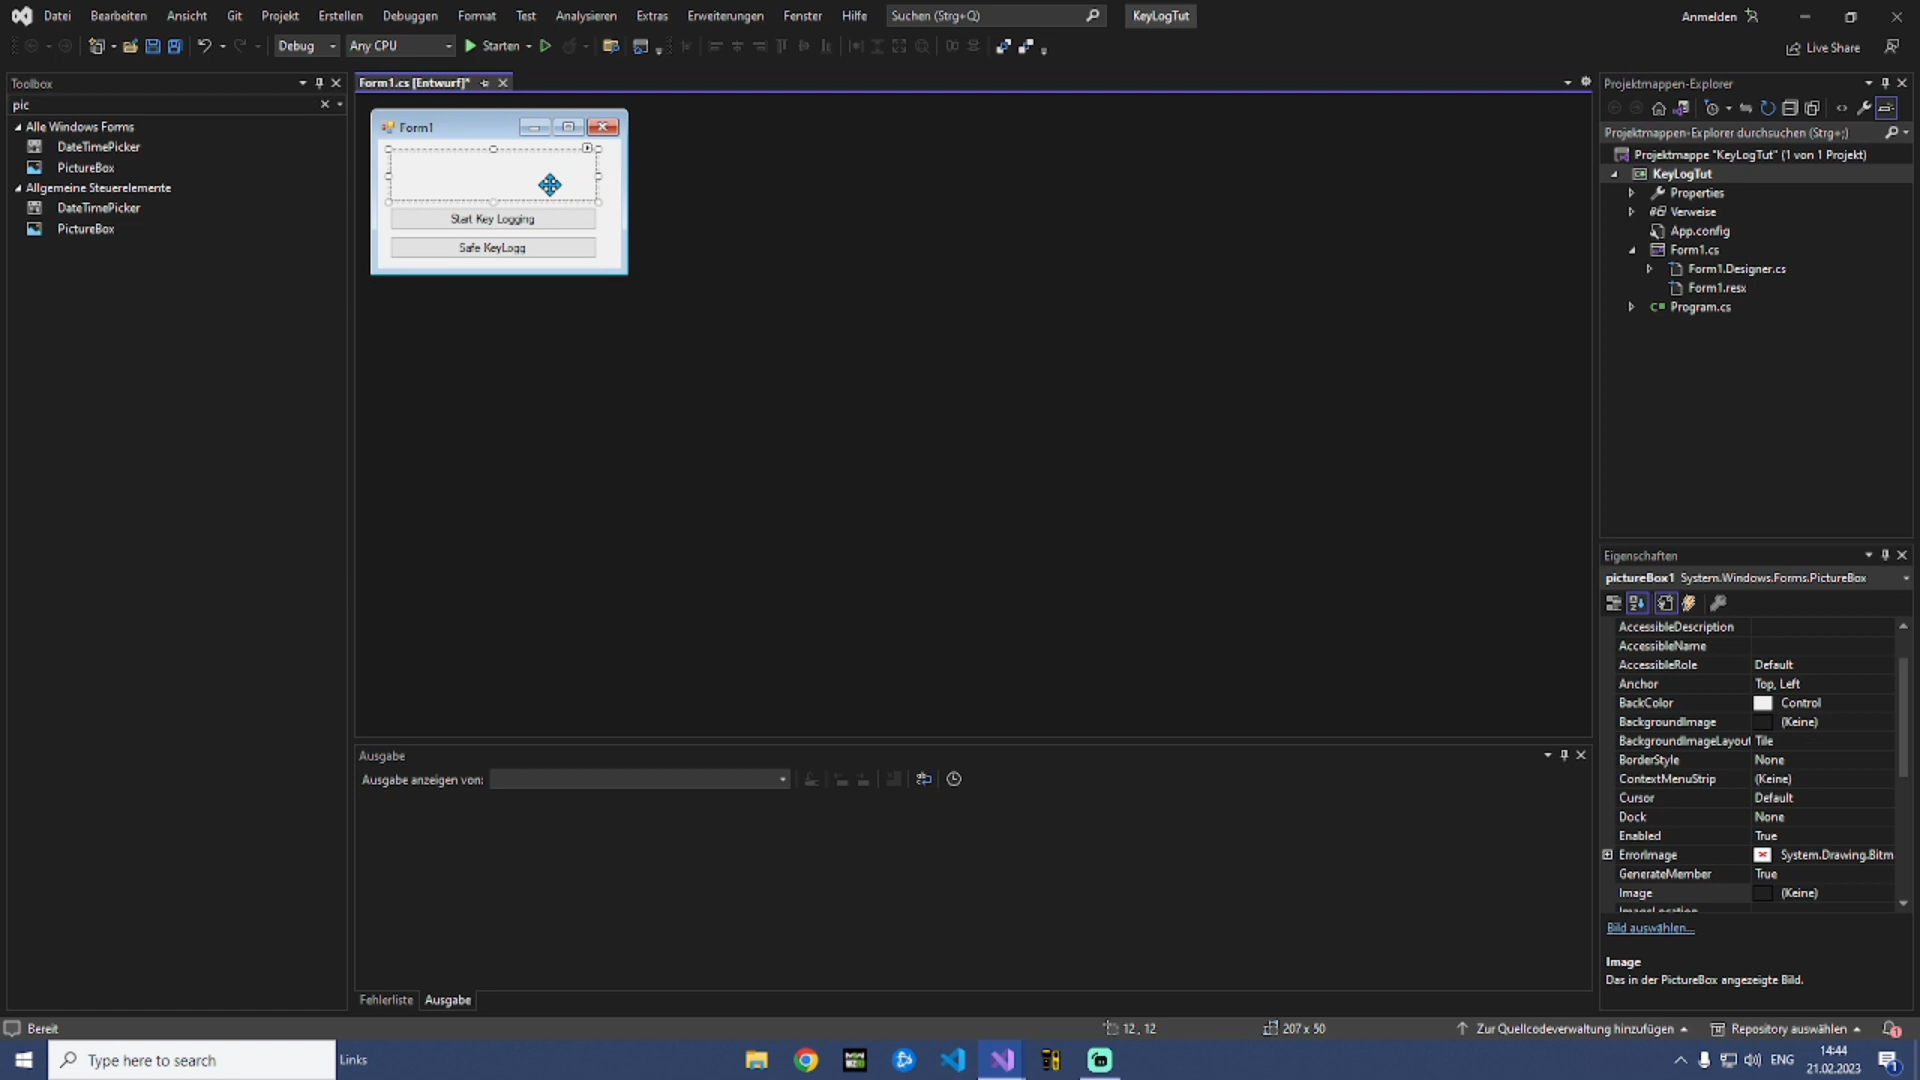 Datei Bearbeiten Ansicht Git Projekt Erstellen Debuggen Format Test Analysieren Extras Erweiterungen Fenster Hilfe Suchen (Strg+Q) KeyLogTut Anmelden
Debug Any CPU Starten Live Share
Toolbox
pic
Alle Windows Forms
DateTimePicker
PictureBox
Allgemeine Steuerelemente
DateTimePicker
PictureBox
Form1.cs [Entwurf]*
Form1
Start Key Logging
Safe KeyLogg
Ausgabe
Ausgabe anzeigen von:
Fehlerliste Ausgabe
Projektmappen-Explorer
Projektmappen-Explorer durchsuchen (Strg+;)
Projektmappe "KeyLogTut" (1 von 1 Projekt)
KeyLogTut
Properties
Verweise
App.config
Form1.cs
Form1.Designer.cs
Form1.resx
C# Program.cs
Eigenschaften
pictureBox1 System.Windows.Forms.PictureBox
AccessibleDescription
AccessibleName
AccessibleRole Default
Anchor Top, Left
BackColor Control
BackgroundImage (Keine)
BackgroundImageLayout Tile
BorderStyle None
ContextMenuStrip (Keine)
Cursor Default
Dock None
Enabled True
ErrorImage System.Drawing.Bitm
GenerateMember True
Image (Keine)
ImageLocation
Bild auswählen...
Image
Das in der PictureBox angezeigte Bild.
Bereit 12 , 12 207 x 50 Zur Quellcodeverwaltung hinzufügen Repository auswählen
Type here to search Links ENG 14:44
21.02.2023